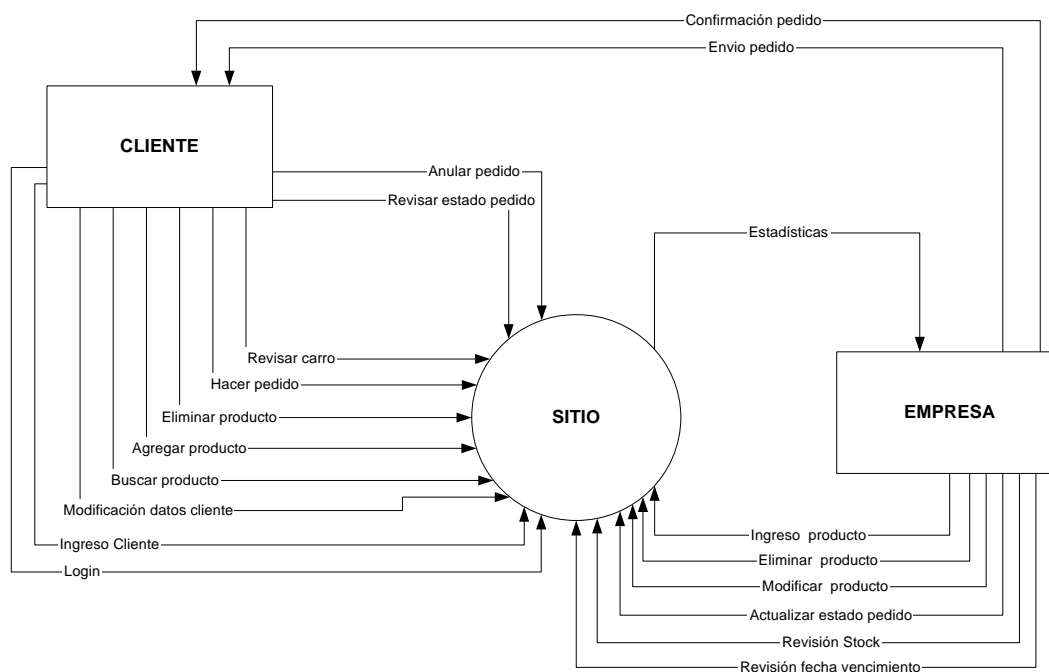 Confirmación pedido
Envio pedido
CLIENTE
Anular pedido
Revisar estado pedido
Estadísticas
Revisar carro
Hacer pedido
Eliminar producto
Agregar producto
Buscar producto
Modificación datos cliente
Ingreso Cliente
Login
SITIO
EMPRESA
Ingreso producto
Eliminar producto
Modificar producto
Actualizar estado pedido
Revisión Stock
Revisión fecha vencimiento